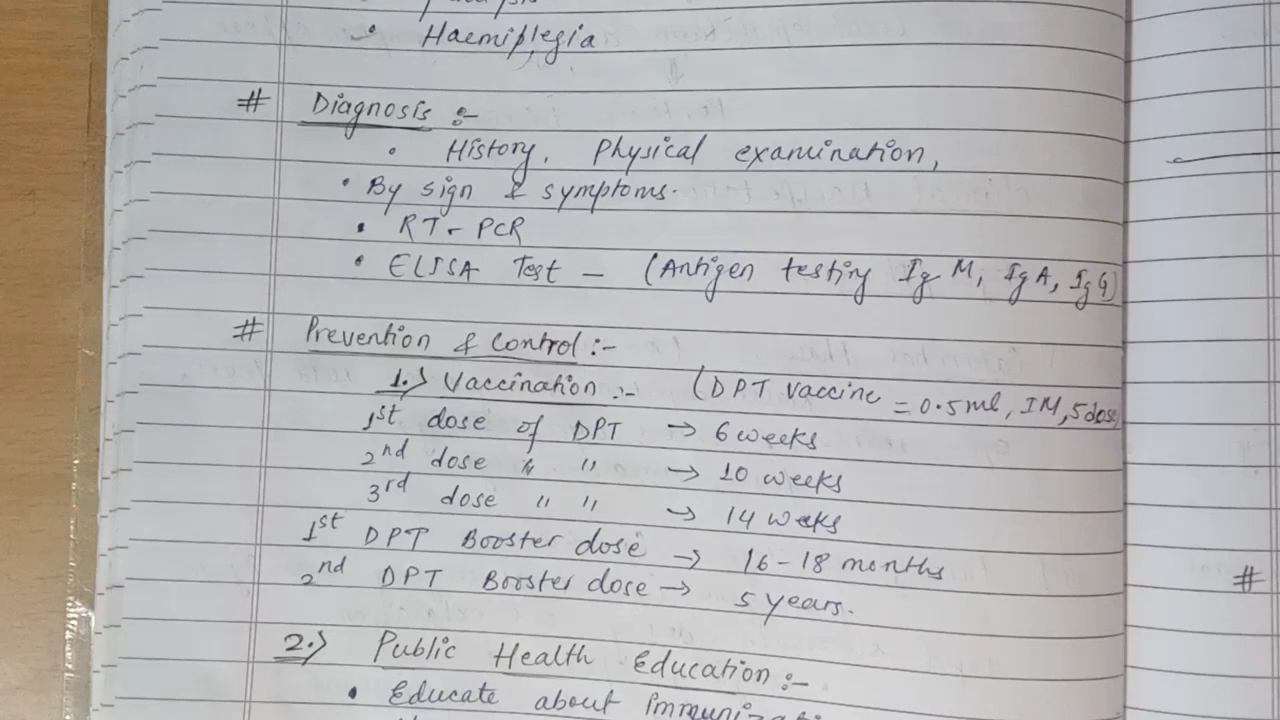 • Haemiplegia
# Diagnosis :-
• History, Physical examination,
• By sign & symptoms.
• RT- PCR
• ELISA Test - (Antigen testing Ig M, Ig A, Ig G)
# Prevention & Control :-
1.) Vaccination :- (DPT vaccine = 0.5 ml, IM, 5 dose
1st dose of DPT → 6 weeks
2nd dose " " → 10 weeks
3rd dose " " → 14 weeks
1st DPT Booster dose → 16-18 months
2nd DPT Booster dose → 5 years.
2.) Public Health Education :-
• Educate about
#